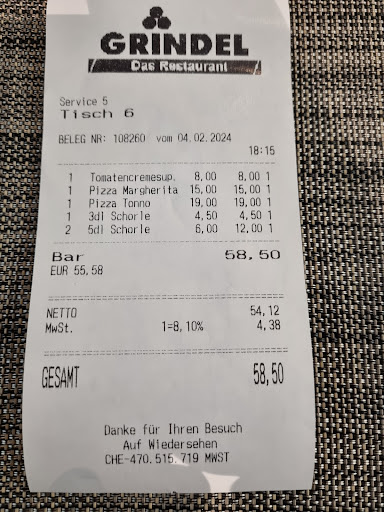 GRINDEL
Das Restaurant
Service 5
Tisch 6
BELEG NR: 108260 vom 04.02.2024
18:15
1 Tomatencremesup. 8,00 8,00 1
1 Pizza Margherita 15,00 15,00 1
1 Pizza Tonno 19,00 19,00 1
1 3dl Schorle 4,50 4,50 1
2 5dl Schorle 6,00 12,00 1
Bar 58,50
EUR 55,58
NETTO 54,12
MwSt. 1=8,10% 4,38
GESAMT 58,50
Danke für Ihren Besuch
Auf Wiedersehen
CHE-470.515.719 MWST